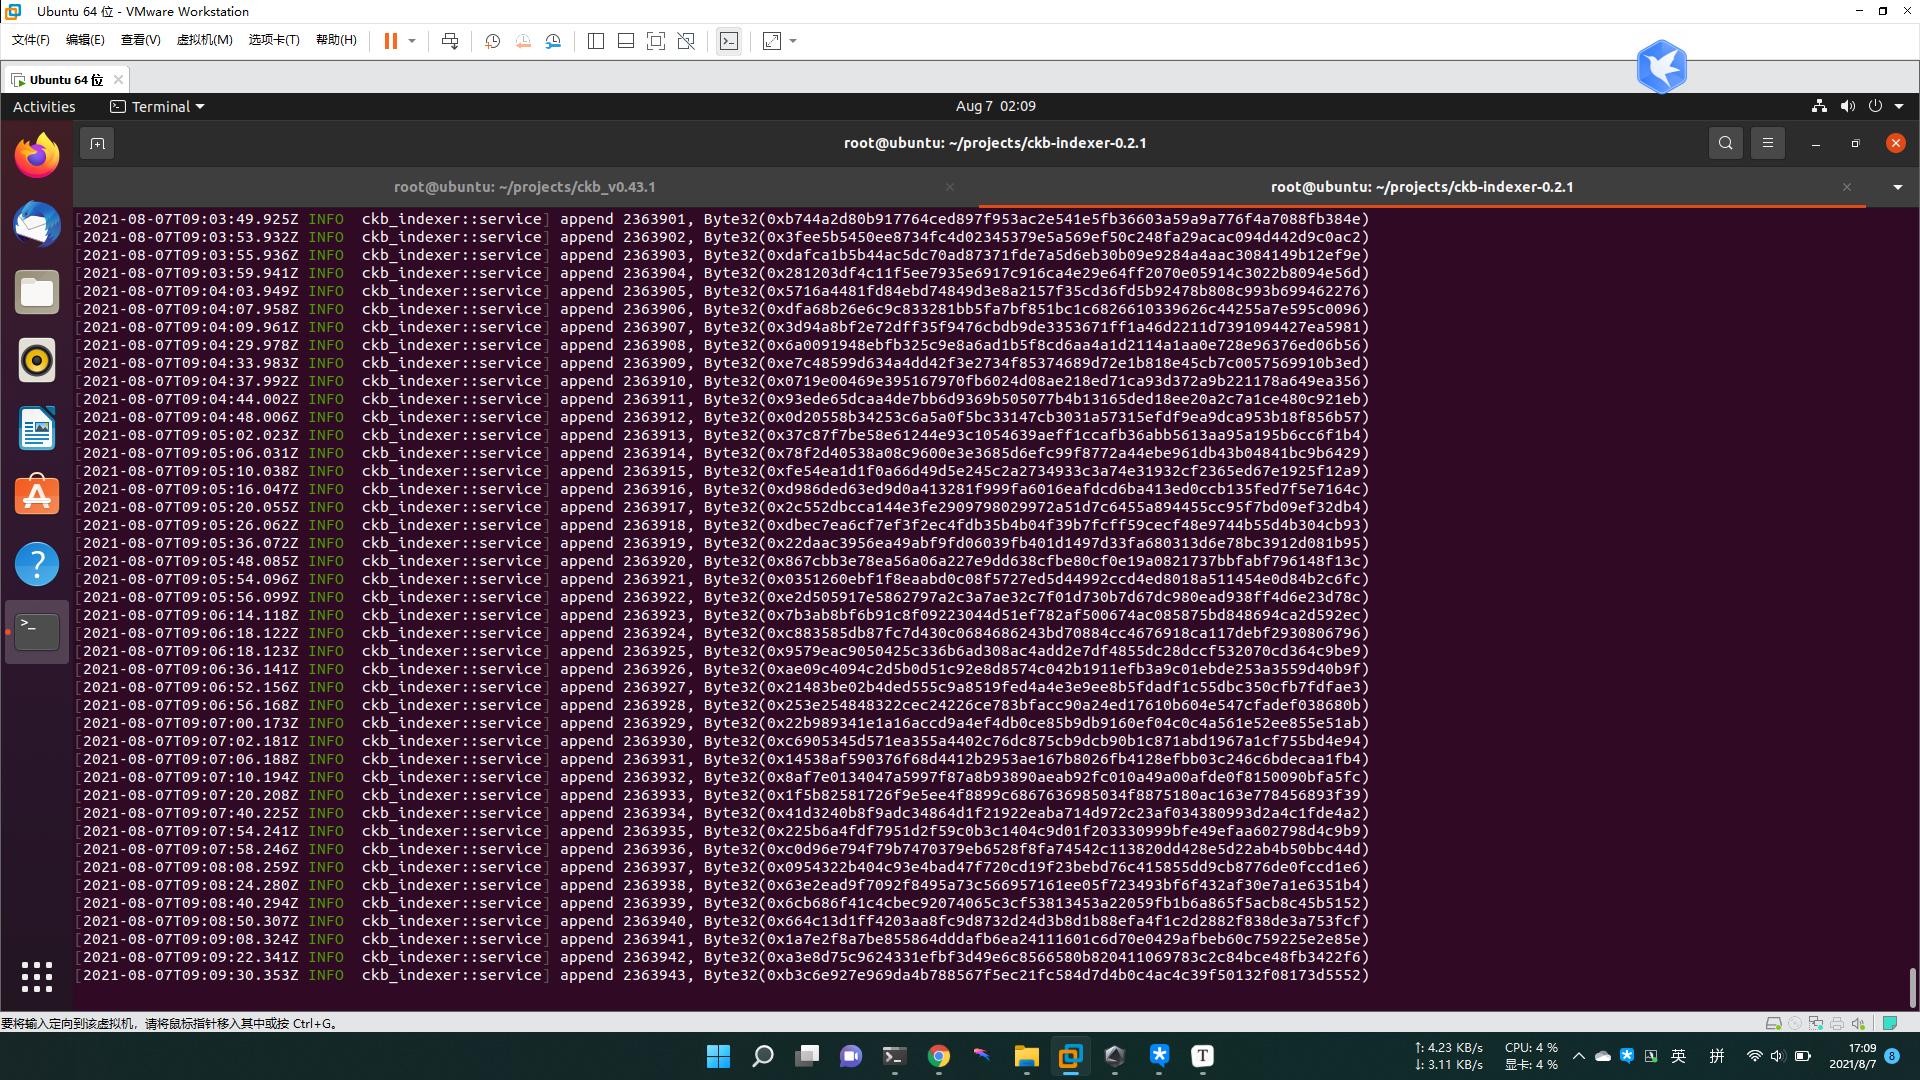 Ubuntu 64 位 - VMware Workstation
文件(F) 编辑(E) 查看(V) 虚拟机(M) 选项卡(T) 帮助(H)
Ubuntu 64 位
Activities Terminal Aug 7 02:09
root@ubuntu: ~/projects/ckb-indexer-0.2.1
root@ubuntu: ~/projects/ckb_v0.43.1 root@ubuntu: ~/projects/ckb-indexer-0.2.1
[2021-08-07T09:03:49.925Z INFO ckb_indexer::service] append 2363901, Byte32(0xb744a2d80b917764ced897f953ac2e541e5fb36603a59a9a776f4a7088fb384e)
[2021-08-07T09:03:53.932Z INFO ckb_indexer::service] append 2363902, Byte32(0x3fee5b5450ee8734fc4d02345379e5a569ef50c248fa29acac094d442d9c0ac2)
[2021-08-07T09:03:55.936Z INFO ckb_indexer::service] append 2363903, Byte32(0xdafca1b5b44ac5dc70ad87371fde7a5d6eb30b09e9284a4aac3084149b12ef9e)
[2021-08-07T09:03:59.941Z INFO ckb_indexer::service] append 2363904, Byte32(0x281203df4c11f5ee7935e6917c916ca4e29e64ff2070e05914c3022b8094e56d)
[2021-08-07T09:04:03.949Z INFO ckb_indexer::service] append 2363905, Byte32(0x5716a4481fd84ebd74849d3e8a2157f35cd36fd5b92478b808c993b699462276)
[2021-08-07T09:04:07.958Z INFO ckb_indexer::service] append 2363906, Byte32(0xdfa68b26e6c9c833281bb5fa7bf851bc1c6826610339626c44255a7e595c0096)
[2021-08-07T09:04:09.961Z INFO ckb_indexer::service] append 2363907, Byte32(0x3d94a8bf2e72dff35f9476cbdb9de3353671ff1a46d2211d7391094427ea5981)
[2021-08-07T09:04:29.978Z INFO ckb_indexer::service] append 2363908, Byte32(0x6a0091948ebfb325c9e8a6ad1b5f8cd6aa4a1d2114a1aa0e728e96376ed06b56)
[2021-08-07T09:04:33.983Z INFO ckb_indexer::service] append 2363909, Byte32(0xe7c48599d634a4dd42f3e2734f85374689d72e1b818e45cb7c0057569910b3ed)
[2021-08-07T09:04:37.992Z INFO ckb_indexer::service] append 2363910, Byte32(0x0719e00469e395167970fb6024d08ae218ed71ca93d372a9b221178a649ea356)
[2021-08-07T09:04:44.002Z INFO ckb_indexer::service] append 2363911, Byte32(0x93ede65dcaa4de7bb6d9369b505077b4b13165ded18ee20a2c7a1ce480c921eb)
[2021-08-07T09:04:48.006Z INFO ckb_indexer::service] append 2363912, Byte32(0x0d20558b34253c6a5a0f5bc33147cb3031a57315efdf9ea9dca953b18f856b57)
[2021-08-07T09:05:02.023Z INFO ckb_indexer::service] append 2363913, Byte32(0x37c87f7be58e61244e93c1054639aeff1ccafb36abb5613aa95a195b6cc6f1b4)
[2021-08-07T09:05:06.031Z INFO ckb_indexer::service] append 2363914, Byte32(0x78f2d40538a08c9600e3e3685d6efc99f8772a44ebe961db43b04841bc9b6429)
[2021-08-07T09:05:10.038Z INFO ckb_indexer::service] append 2363915, Byte32(0xfe54ea1d1f0a66d49d5e245c2a2734933c3a74e31932cf2365ed67e1925f12a9)
[2021-08-07T09:05:16.047Z INFO ckb_indexer::service] append 2363916, Byte32(0xd986ded63ed9d0a413281f999fa6016eafdcd6ba413ed0ccb135fed7f5e7164c)
[2021-08-07T09:05:20.055Z INFO ckb_indexer::service] append 2363917, Byte32(0x2c552dbcca144e3fe2909798029972a51d7c6455a894455cc95f7bd09ef32db4)
[2021-08-07T09:05:26.062Z INFO ckb_indexer::service] append 2363918, Byte32(0xdbec7ea6cf7ef3f2ec4fdb35b4b04f39b7fcff59cecf48e9744b55d4b304cb93)
[2021-08-07T09:05:36.072Z INFO ckb_indexer::service] append 2363919, Byte32(0x22daac3956ea49abf9fd06039fb401d1497d33fa680313d6e78bc3912d081b95)
[2021-08-07T09:05:48.085Z INFO ckb_indexer::service] append 2363920, Byte32(0x867cbb3e78ea56a06a227e9dd638cfbe80cf0e19a0821737bbfabf796148f13c)
[2021-08-07T09:05:54.096Z INFO ckb_indexer::service] append 2363921, Byte32(0x0351260ebf1f8eaabd0c08f5727ed5d44992ccd4ed8018a511454e0d84b2c6fc)
[2021-08-07T09:05:56.099Z INFO ckb_indexer::service] append 2363922, Byte32(0xe2d505917e5862797a2c3a7ae32c7f01d730b7d67dc980ead938ff4d6e23d78c)
[2021-08-07T09:06:14.118Z INFO ckb_indexer::service] append 2363923, Byte32(0x7b3ab8bf6b91c8f09223044d51ef782af500674ac085875bd848694ca2d592ec)
[2021-08-07T09:06:18.122Z INFO ckb_indexer::service] append 2363924, Byte32(0xc883585db87fc7d430c0684686243bd70884cc4676918ca117debf2930806796)
[2021-08-07T09:06:18.123Z INFO ckb_indexer::service] append 2363925, Byte32(0x9579eac9050425c336b6ad308ac4add2e7df4855dc28dccf532070cd364c9be9)
[2021-08-07T09:06:36.141Z INFO ckb_indexer::service] append 2363926, Byte32(0xae09c4094c2d5b0d51c92e8d8574c042b1911efb3a9c01ebde253a3559d40b9f)
[2021-08-07T09:06:52.156Z INFO ckb_indexer::service] append 2363927, Byte32(0x21483be02b4ded555c9a8519fed4a4e3e9ee8b5fdadf1c55dbc350cfb7fdfae3)
[2021-08-07T09:06:56.168Z INFO ckb_indexer::service] append 2363928, Byte32(0x253e254848322cec24226ce783bfacc90a24ed17610b604e547cfadef038680b)
[2021-08-07T09:07:00.173Z INFO ckb_indexer::service] append 2363929, Byte32(0x22b989341e1a16accd9a4ef4db0ce85b9db9160ef04c0c4a561e52ee855e51ab)
[2021-08-07T09:07:02.181Z INFO ckb_indexer::service] append 2363930, Byte32(0xc6905345d571ea355a4402c76dc875cb9dcb90b1c871abd1967a1cf755bd4e94)
[2021-08-07T09:07:06.188Z INFO ckb_indexer::service] append 2363931, Byte32(0x14538af590376f68d4412b2953ae167b8026fb4128efbb03c246c6bdecaa1fb4)
[2021-08-07T09:07:10.194Z INFO ckb_indexer::service] append 2363932, Byte32(0x8af7e0134047a5997f87a8b93890aeab92fc010a49a00afde0f8150090bfa5fc)
[2021-08-07T09:07:20.208Z INFO ckb_indexer::service] append 2363933, Byte32(0x1f5b82581726f9e5ee4f8899c6867636985034f8875180ac163e778456893f39)
[2021-08-07T09:07:40.225Z INFO ckb_indexer::service] append 2363934, Byte32(0x41d3240b8f9adc34864d1f21922eaba714d972c23af034380993d2a4c1fde4a2)
[2021-08-07T09:07:54.241Z INFO ckb_indexer::service] append 2363935, Byte32(0x225b6a4fdf7951d2f59c0b3c1404c9d01f203330999bfe49efaa602798d4c9b9)
[2021-08-07T09:07:58.246Z INFO ckb_indexer::service] append 2363936, Byte32(0xc0d96e794f79b7470379eb6528f8fa74542c113820dd428e5d22ab4b50bbc44d)
[2021-08-07T09:08:08.259Z INFO ckb_indexer::service] append 2363937, Byte32(0x0954322b404c93e4bad47f720cd19f23bebd76c415855dd9cb8776de0fccd1e6)
[2021-08-07T09:08:24.280Z INFO ckb_indexer::service] append 2363938, Byte32(0x63e2ead9f7092f8495a73c566957161ee05f723493bf6f432af30e7a1e6351b4)
[2021-08-07T09:08:40.294Z INFO ckb_indexer::service] append 2363939, Byte32(0x6cb686f41c4cbec92074065c3cf53813453a22059fb1b6a865f5acb8c45b5152)
[2021-08-07T09:08:50.307Z INFO ckb_indexer::service] append 2363940, Byte32(0x664c13d1ff4203aa8fc9d8732d24d3b8d1b88efa4f1c2d2882f838de3a753fcf)
[2021-08-07T09:09:08.324Z INFO ckb_indexer::service] append 2363941, Byte32(0x1a7e2f8a7be855864dddafb6ea24111601c6d70e0429afbeb60c759225e2e85e)
[2021-08-07T09:09:22.341Z INFO ckb_indexer::service] append 2363942, Byte32(0xa3e8d75c9624331efbf3d49e6c8566580b820411069783c2c84bce48fb3422f6)
[2021-08-07T09:09:30.353Z INFO ckb_indexer::service] append 2363943, Byte32(0xb3c6e927e969da4b788567f5ec21fc584d7d4b0c4ac4c39f50132f08173d5552)
要将输入定向到该虚拟机，请将鼠标指针移入其中或按 Ctrl+G。
↑: 4.23 KB/s CPU: 4 % 英 拼 17:09
↓: 3.11 KB/s 显卡: 4 % 2021/8/7 8